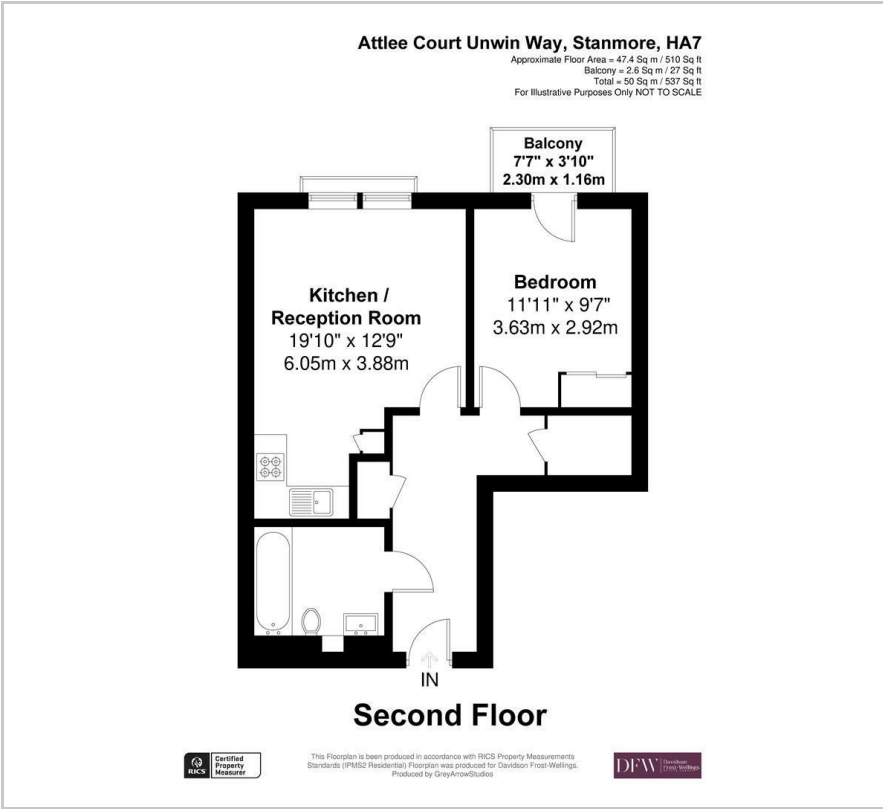 Attlee Court Unwin Way, Stanmore, HA7
Approximate Floor Area = 47.4 Sq m / 510 Sq ft
Balcony = 2.6 Sq m / 27 Sq ft
Total = 50 Sq m / 537 Sq ft
For Illustrative Purposes Only NOT TO SCALE
Balcony
7'7" x 3'10"
2.30m x 1.16m
Kitchen /
Reception Room
19'10" x 12'9"
6.05m x 3.88m
Bedroom
11'11" x 9'7"
3.63m x 2.92m
IN
Second Floor
RICS
Certified
Property
Measurer
This Floorplan is been produced in accordance with RICS Property Measurements
Standards (IPMS2 Residential) Floorplan was produced for Davidson Frost-Wellings.
Produced by GreyArrowStudios
DFW
Davidson
Frost-Wellings